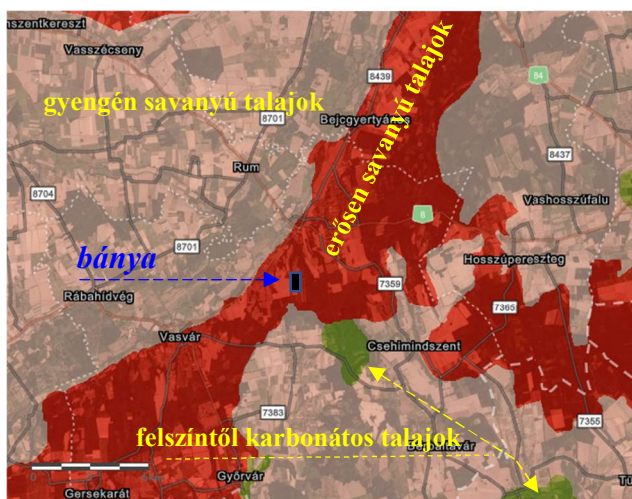 nszentkereszt
Vasszécseny
84
8439
gyengén savanyú talajok
8701
Bejcgyertyános
erősen savanyú talajok
8437
Rum
8704
Vashosszúfalu
8
8701
bánya
Hosszúpereszteg
7359
Rábahídvég
7365
Vasvár
Csehimindszent
7383
7355
felszíntől karbonátos talajok
Bérbaltavár
Győrvár
Gersekarát